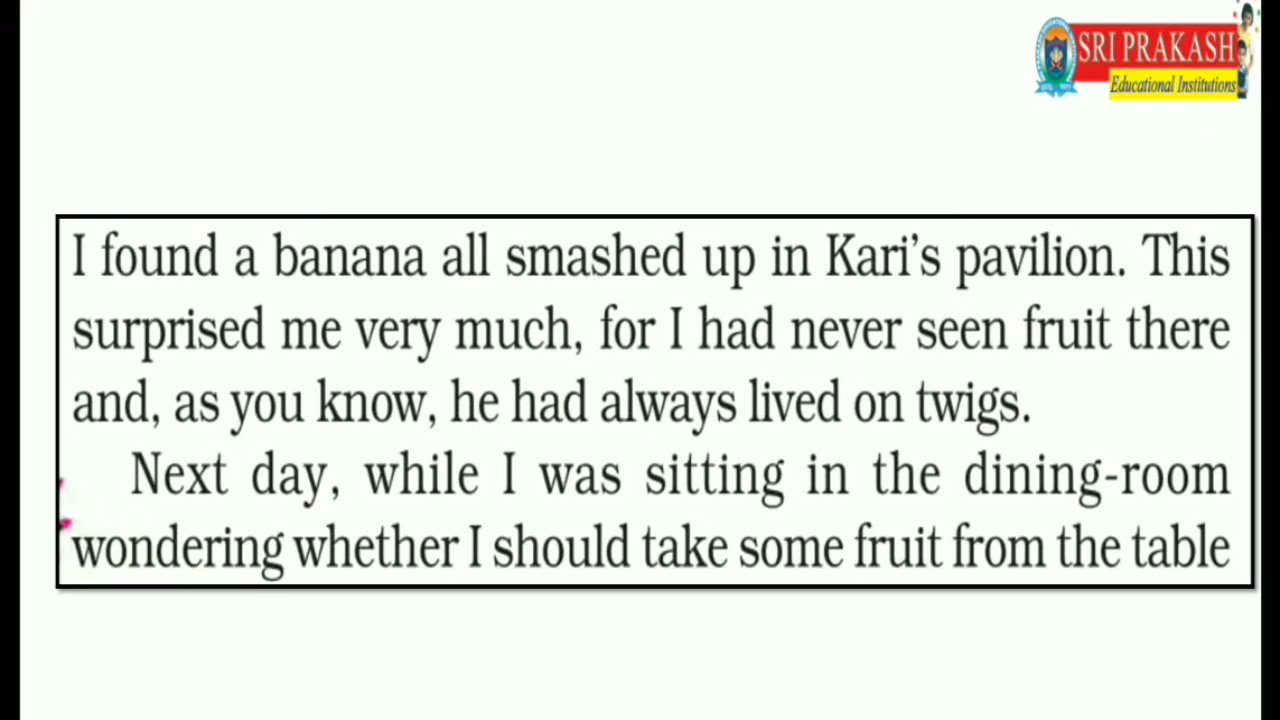 SRI PRAKASH
Educational Institutions
I found a banana all smashed up in Kari's pavilion. This
surprised me very much, for I had never seen fruit there
and, as you know, he had always lived on twigs.
Next day, while I was sitting in the dining-room
wondering whether I should take some fruit from the table